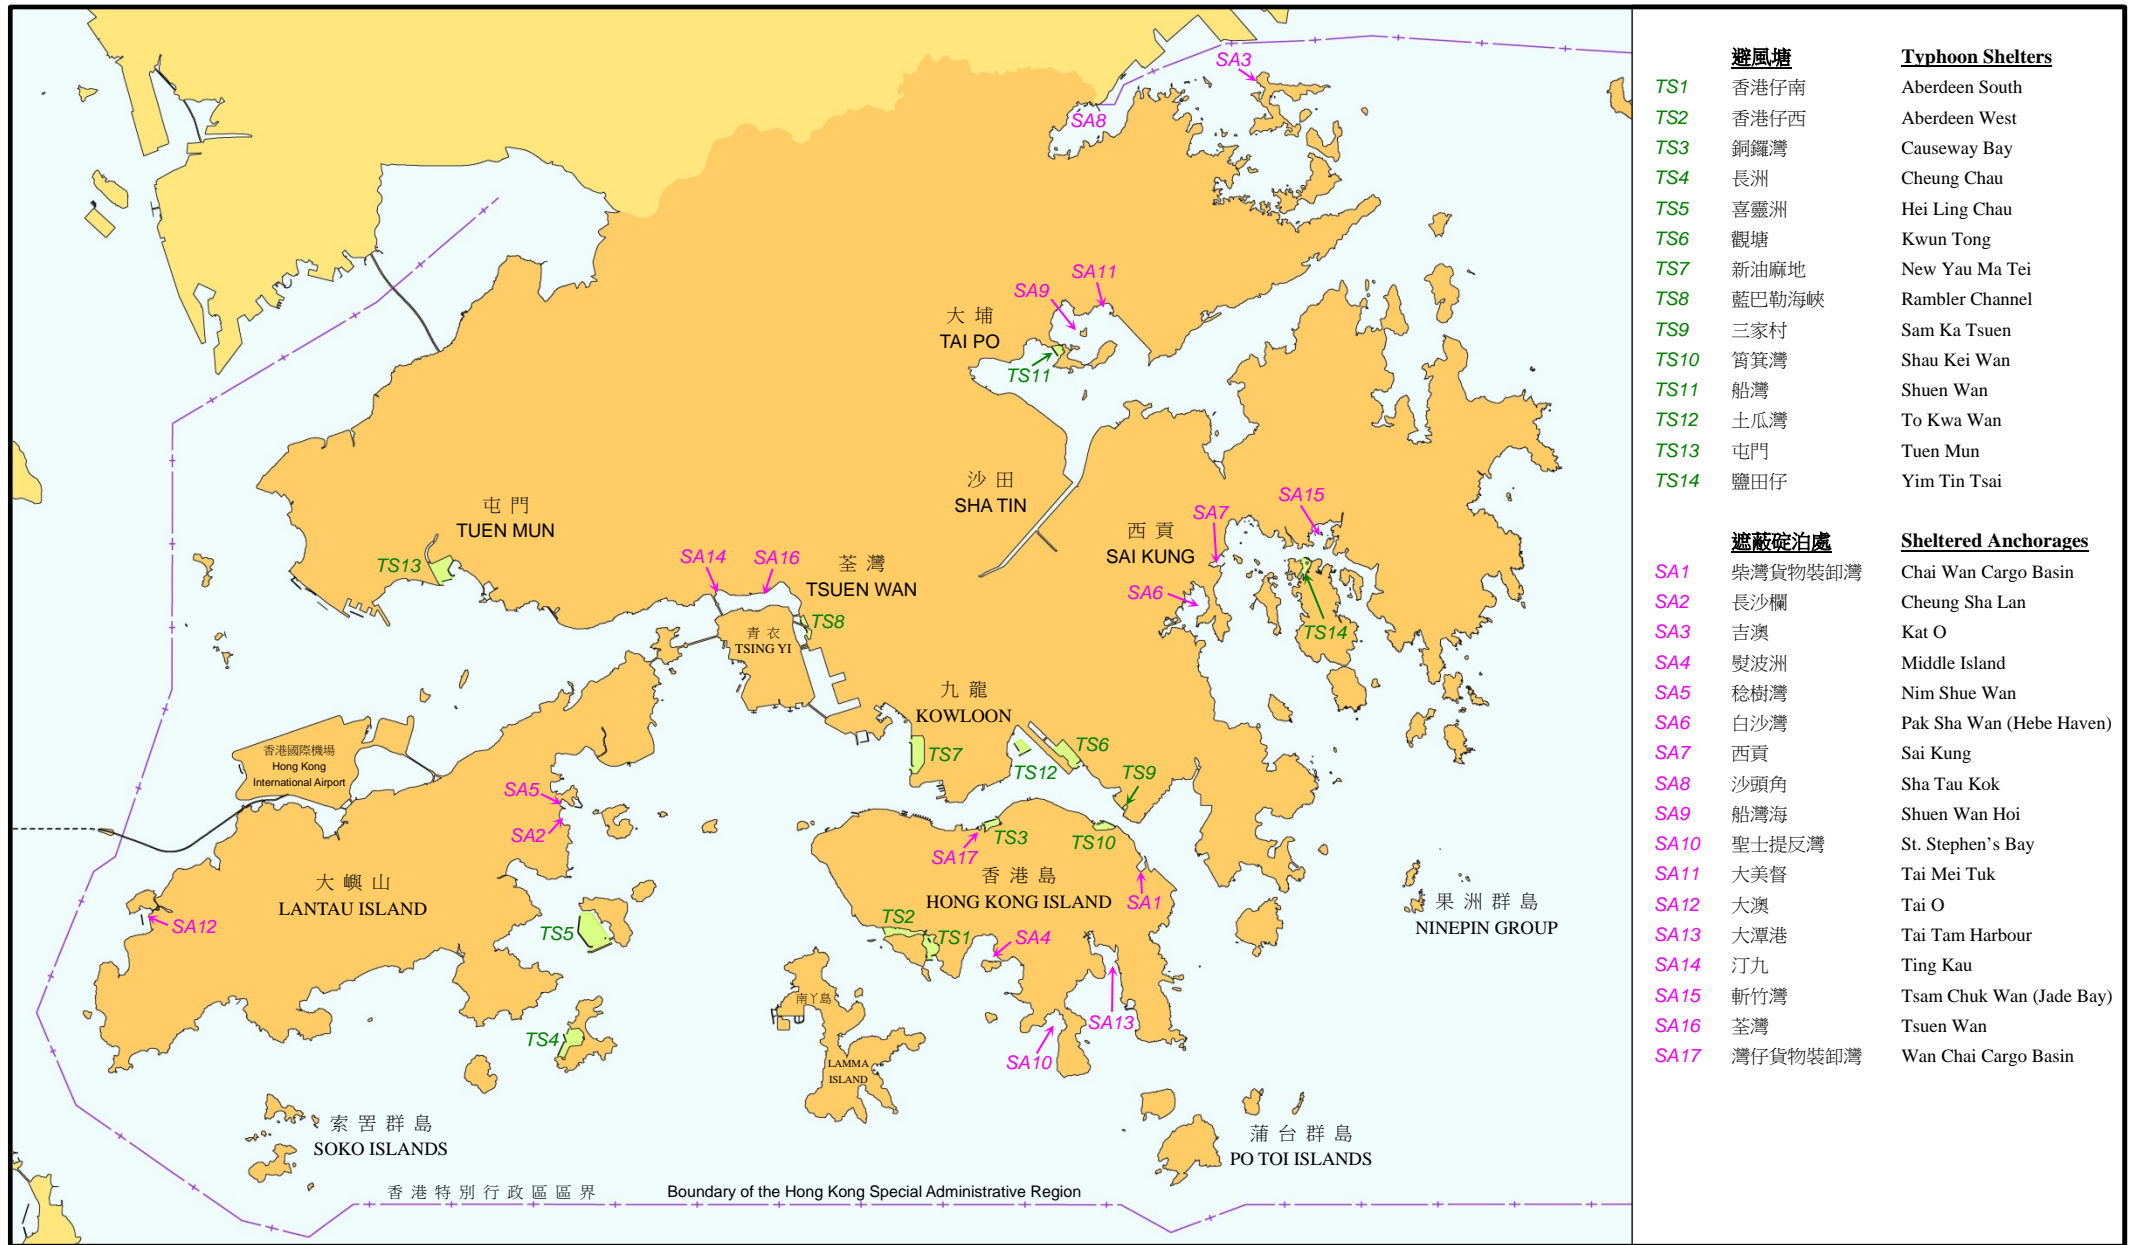 SA3
SA8
SA11
SA9
大埔
TAI PO
TS11
沙田
SHA TIN
屯門
TUEN MUN
TS13
SA14
SA16
荃灣
TSUEN WAN
西貢
SAI KUNG
SA7
SA15
SA6
TS14
青衣
TSING YI
TS8
九龍
KOWLOON
TS7
TS12
TS6
TS9
香港國際機場
Hong Kong
International Airport
SA5
SA2
SA17
TS3
TS10
香港島
HONG KONG ISLAND
SA1
大嶼山
LANTAU ISLAND
SA12
TS5
TS2
TS1
SA4
果洲群島
NINEPIN GROUP
南丫島
LAMMA
ISLAND
SA13
SA10
TS4
索罟群島
SOKO ISLANDS
蒲台群島
PO TOI ISLANDS
香港特別行政區區界 Boundary of the Hong Kong Special Administrative Region
避風塘 Typhoon Shelters
TS1 香港仔南 Aberdeen South
TS2 香港仔西 Aberdeen West
TS3 銅鑼灣 Causeway Bay
TS4 長洲 Cheung Chau
TS5 喜靈洲 Hei Ling Chau
TS6 觀塘 Kwun Tong
TS7 新油麻地 New Yau Ma Tei
TS8 藍巴勒海峽 Rambler Channel
TS9 三家村 Sam Ka Tsuen
TS10 筲箕灣 Shau Kei Wan
TS11 船灣 Shuen Wan
TS12 土瓜灣 To Kwa Wan
TS13 屯門 Tuen Mun
TS14 鹽田仔 Yim Tin Tsai
遮蔽碇泊處 Sheltered Anchorages
SA1 柴灣貨物裝卸灣 Chai Wan Cargo Basin
SA2 長沙欄 Cheung Sha Lan
SA3 吉澳 Kat O
SA4 熨波洲 Middle Island
SA5 稔樹灣 Nim Shue Wan
SA6 白沙灣 Pak Sha Wan (Hebe Haven)
SA7 西貢 Sai Kung
SA8 沙頭角 Sha Tau Kok
SA9 船灣海 Shuen Wan Hoi
SA10 聖士提反灣 St. Stephen's Bay
SA11 大美督 Tai Mei Tuk
SA12 大澳 Tai O
SA13 大潭港 Tai Tam Harbour
SA14 汀九 Ting Kau
SA15 斬竹灣 Tsam Chuk Wan (Jade Bay)
SA16 荃灣 Tsuen Wan
SA17 灣仔貨物裝卸灣 Wan Chai Cargo Basin